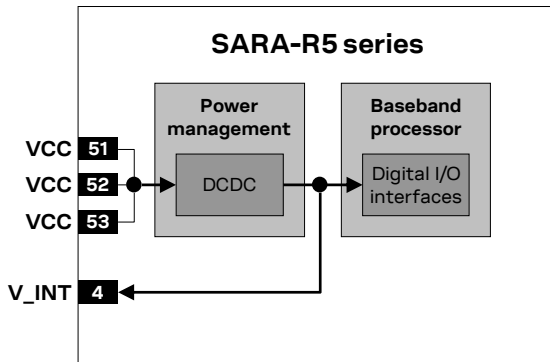 SARA-R5 series
Power
management
Baseband
processor
VCC 51
VCC 52
VCC 53
DCDC
Digital I/O
interfaces
V_INT 4